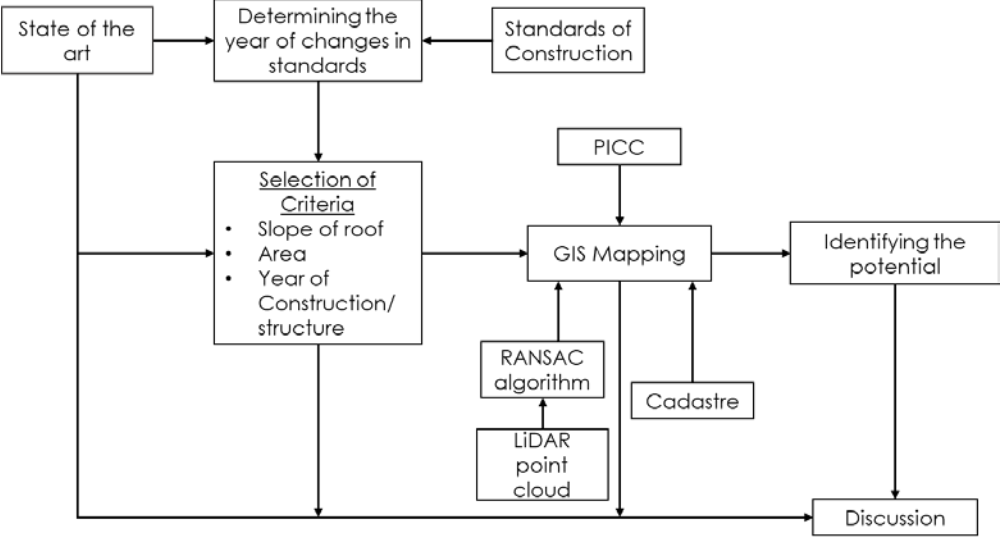 State of the
art
Determining the
year of changes in
standards
Standards of
Construction
PICC
Selection of
Criteria
• Slope of roof
• Area
• Year of
Construction/
structure
GIS Mapping
Identifying the
potential
RANSAC
algorithm
Cadastre
LiDAR
point
cloud
Discussion